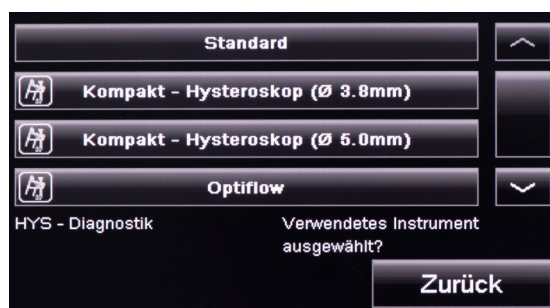 Standard
Kompakt - Hysteroskop (Ø 3.8mm)
Kompakt - Hysteroskop (Ø 5.0mm)
Optiflow
HYS - Diagnostik
Verwendetes Instrument
ausgewählt?
Zurück